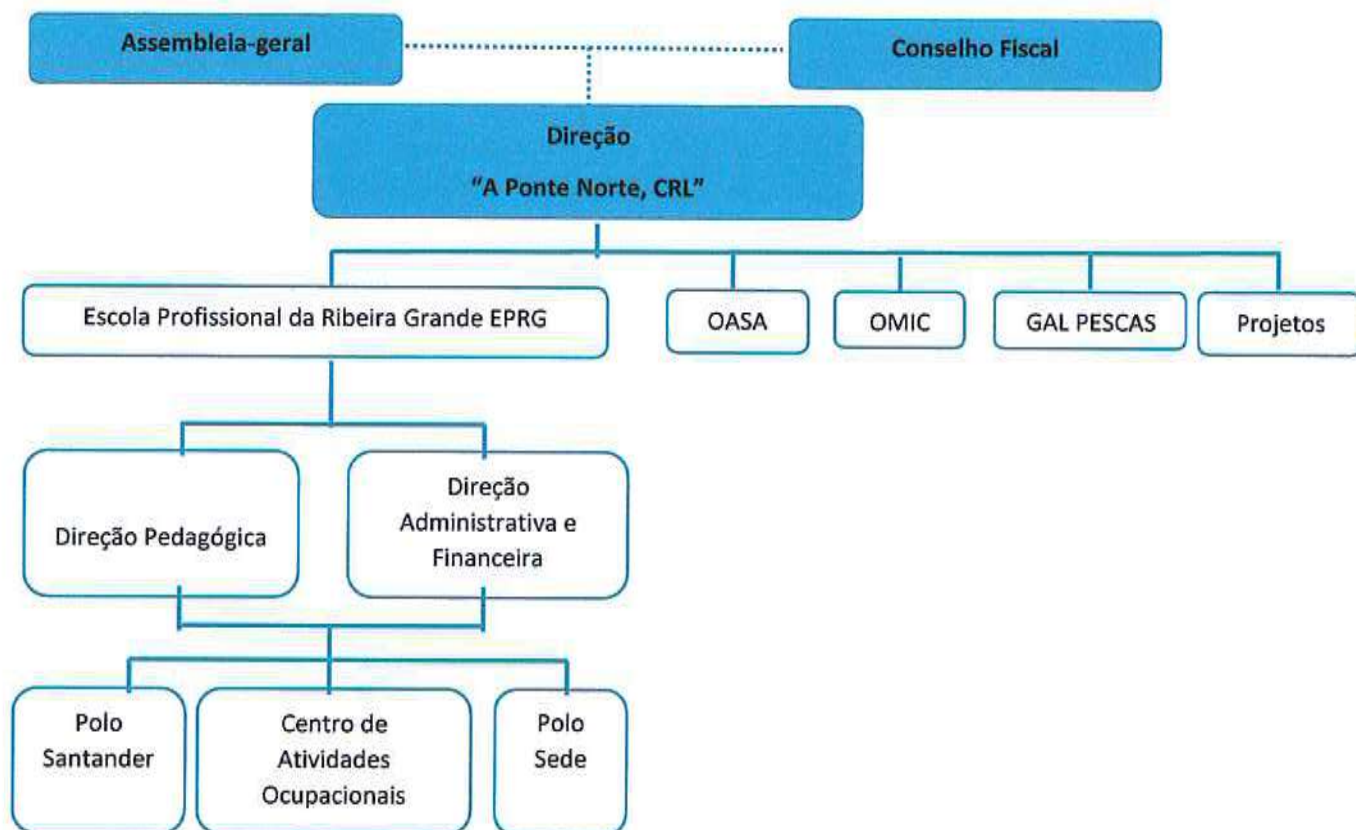 Assembleia-geral
Conselho Fiscal
Direção
“A Ponte Norte, CRL”
Escola Profissional da Ribeira Grande EPRG
OASA
OMIC
GAL PESCAS
Projetos
Direção Pedagógica
Direção
Administrativa e
Financeira
Polo
Santander
Centro de
Atividades
Ocupacionais
Polo
Sede